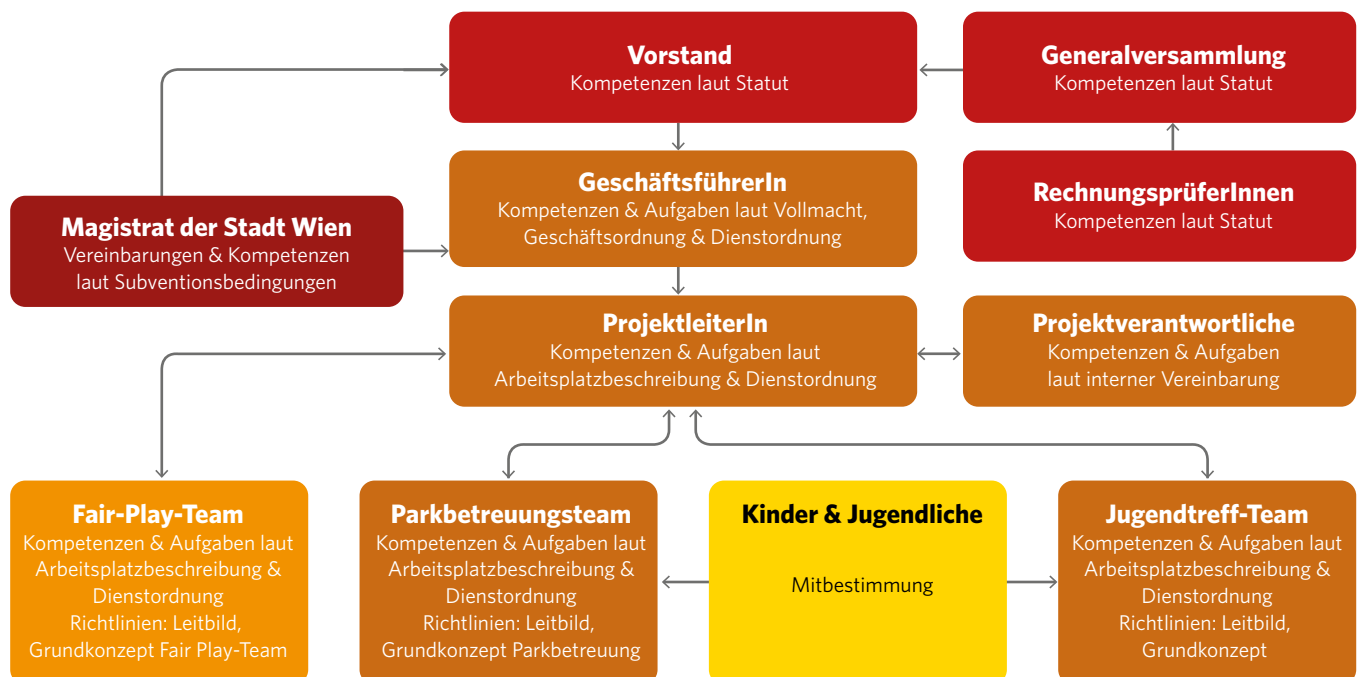 Vorstand
Kompetenzen laut Statut
Generalversammlung
Kompetenzen laut Statut
GeschäftsführerIn
Kompetenzen & Aufgaben laut Vollmacht,
Geschäftsordnung & Dienstordnung
RechnungsprüferInnen
Kompetenzen laut Statut
Magistrat der Stadt Wien
Vereinbarungen & Kompetenzen
laut Subventionsbedingungen
ProjektleiterIn
Kompetenzen & Aufgaben laut
Arbeitsplatzbeschreibung & Dienstordnung
Projektverantwortliche
Kompetenzen & Aufgaben
laut interner Vereinbarung
Fair-Play-Team
Kompetenzen & Aufgaben laut
Arbeitsplatzbeschreibung &
Dienstordnung
Richtlinien: Leitbild,
Grundkonzept Fair Play-Team
Parkbetreuungsteam
Kompetenzen & Aufgaben laut
Arbeitsplatzbeschreibung &
Dienstordnung
Richtlinien: Leitbild,
Grundkonzept Parkbetreuung
Kinder & Jugendliche
Mitbestimmung
Jugendtreff-Team
Kompetenzen & Aufgaben laut
Arbeitsplatzbeschreibung &
Dienstordnung
Richtlinien: Leitbild,
Grundkonzept